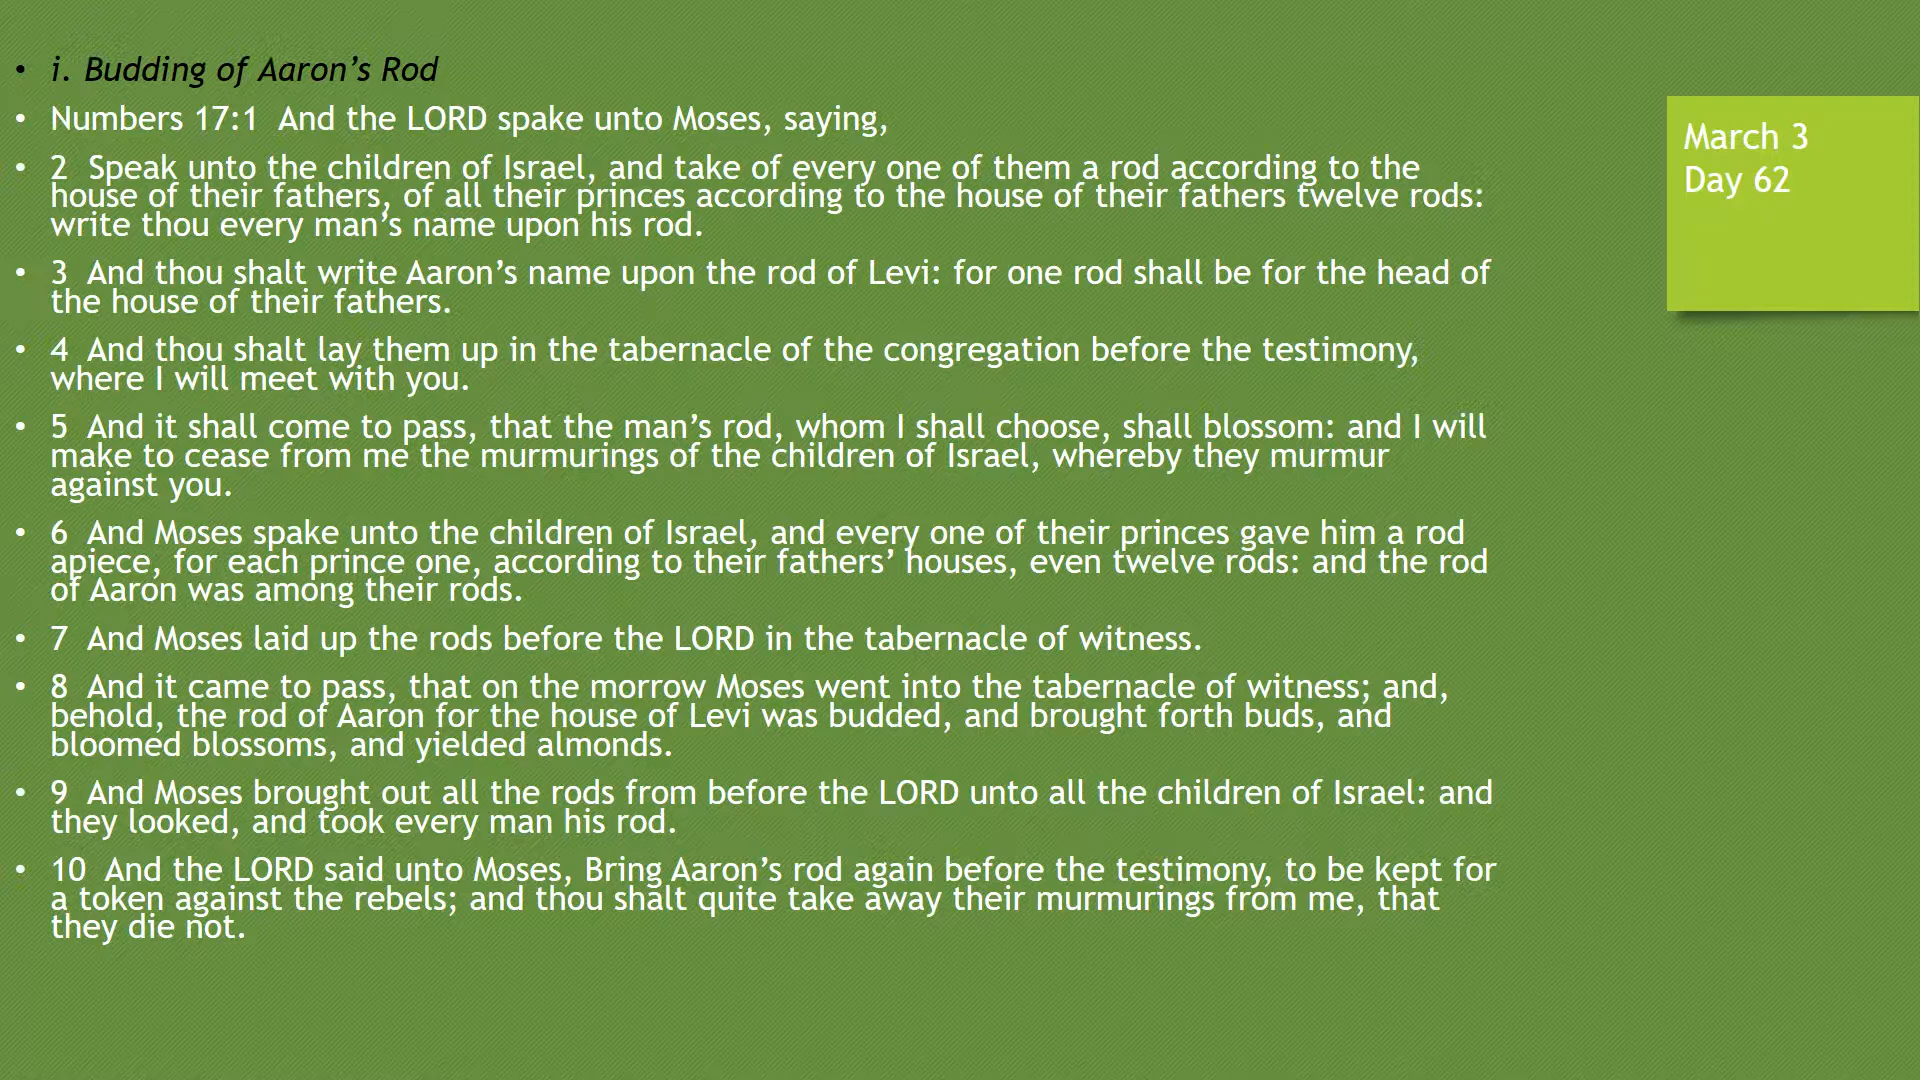 • i. Budding of Aaron’s Rod
• Numbers 17:1  And the LORD spake unto Moses, saying,
• 2  Speak unto the children of Israel, and take of every one of them a rod according to the
house of their fathers, of all their princes according to the house of their fathers twelve rods:
write thou every man’s name upon his rod.
• 3  And thou shalt write Aaron’s name upon the rod of Levi: for one rod shall be for the head of
the house of their fathers.
• 4  And thou shalt lay them up in the tabernacle of the congregation before the testimony,
where I will meet with you.
• 5  And it shall come to pass, that the man’s rod, whom I shall choose, shall blossom: and I will
make to cease from me the murmurings of the children of Israel, whereby they murmur
against you.
• 6  And Moses spake unto the children of Israel, and every one of their princes gave him a rod
apiece, for each prince one, according to their fathers’ houses, even twelve rods: and the rod
of Aaron was among their rods.
• 7  And Moses laid up the rods before the LORD in the tabernacle of witness.
• 8  And it came to pass, that on the morrow Moses went into the tabernacle of witness; and,
behold, the rod of Aaron for the house of Levi was budded, and brought forth buds, and
bloomed blossoms, and yielded almonds.
• 9  And Moses brought out all the rods from before the LORD unto all the children of Israel: and
they looked, and took every man his rod.
• 10  And the LORD said unto Moses, Bring Aaron’s rod again before the testimony, to be kept for
a token against the rebels; and thou shalt quite take away their murmurings from me, that
they die not.
March 3
Day 62